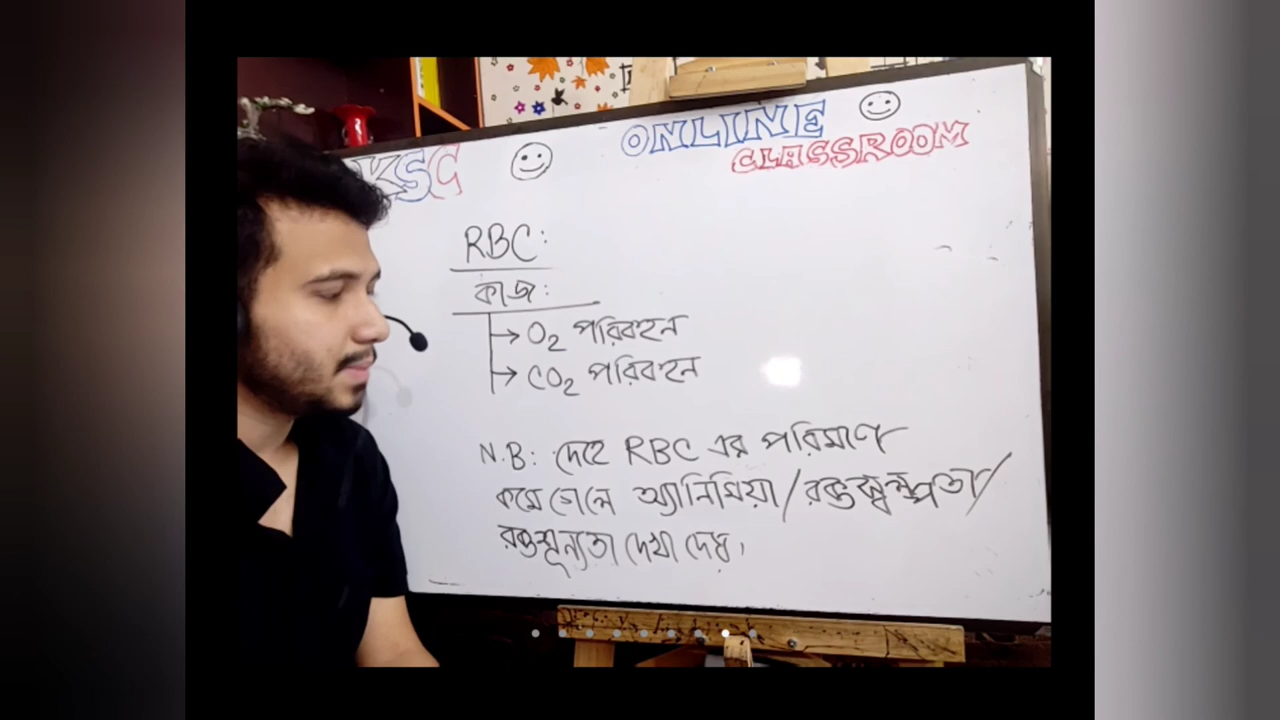 KSC
ONLINE
CLASSROOM
RBC:
কাজ:
→ O₂ পরিবহন
→ CO₂ পরিবহন
N.B: দেহে RBC এর পরিমাণ
কমে গেলে অ্যানিমিয়া/রক্তস্বল্পতা/
রক্তশূন্যতা দেখা দেয়।